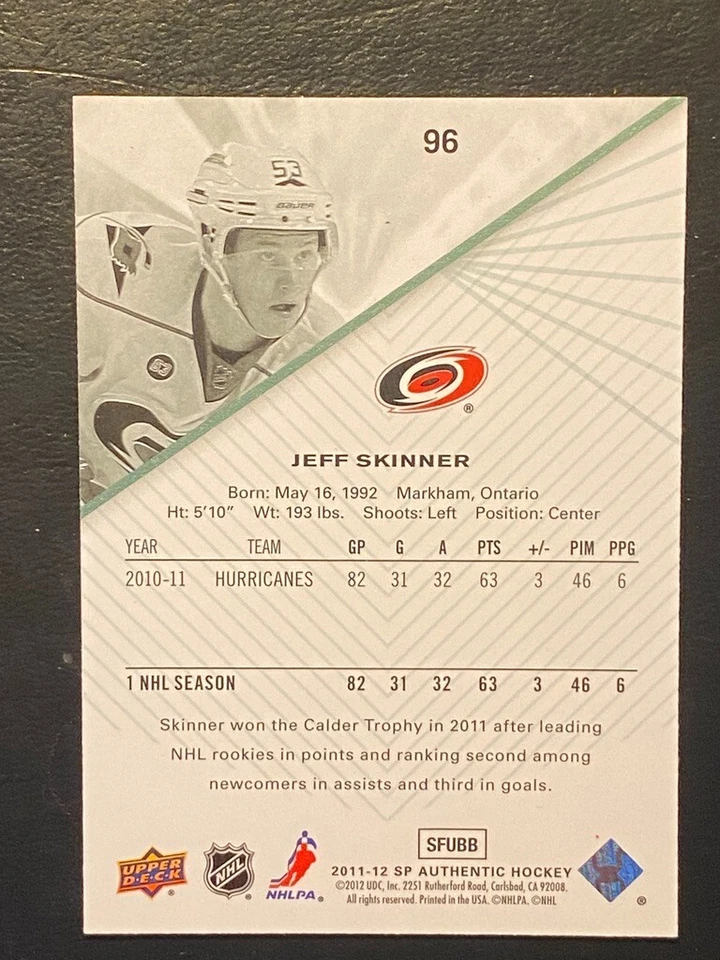 96
53
BAUER
JEFF SKINNER
Born: May 16, 1992 Markham, Ontario
Ht: 5'10" Wt: 193 lbs. Shoots: Left Position: Center
YEAR TEAM GP G A PTS +/- PIM PPG
2010-11 HURRICANES 82 31 32 63 3 46 6
1 NHL SEASON 82 31 32 63 3 46 6
Skinner won the Calder Trophy in 2011 after leading
NHL rookies in points and ranking second among
newcomers in assists and third in goals.
SFUBB
UPPER
D·E·C·K ®
NHL
NHLPA®
2011-12 SP AUTHENTIC HOCKEY
©2012 UDC, Inc. 2251 Rutherford Road, Carlsbad, CA 92008.
All rights reserved. Printed in the USA. ©NHLPA. ©NHL